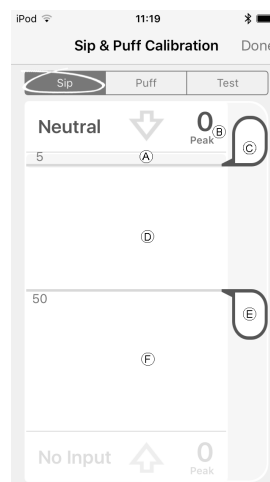 iPod 11:19
Sip & Puff Calibration Done
Sip Puff Test
Neutral 0
Peak B
A C
5
D
50
E
F
No Input 0
Peak